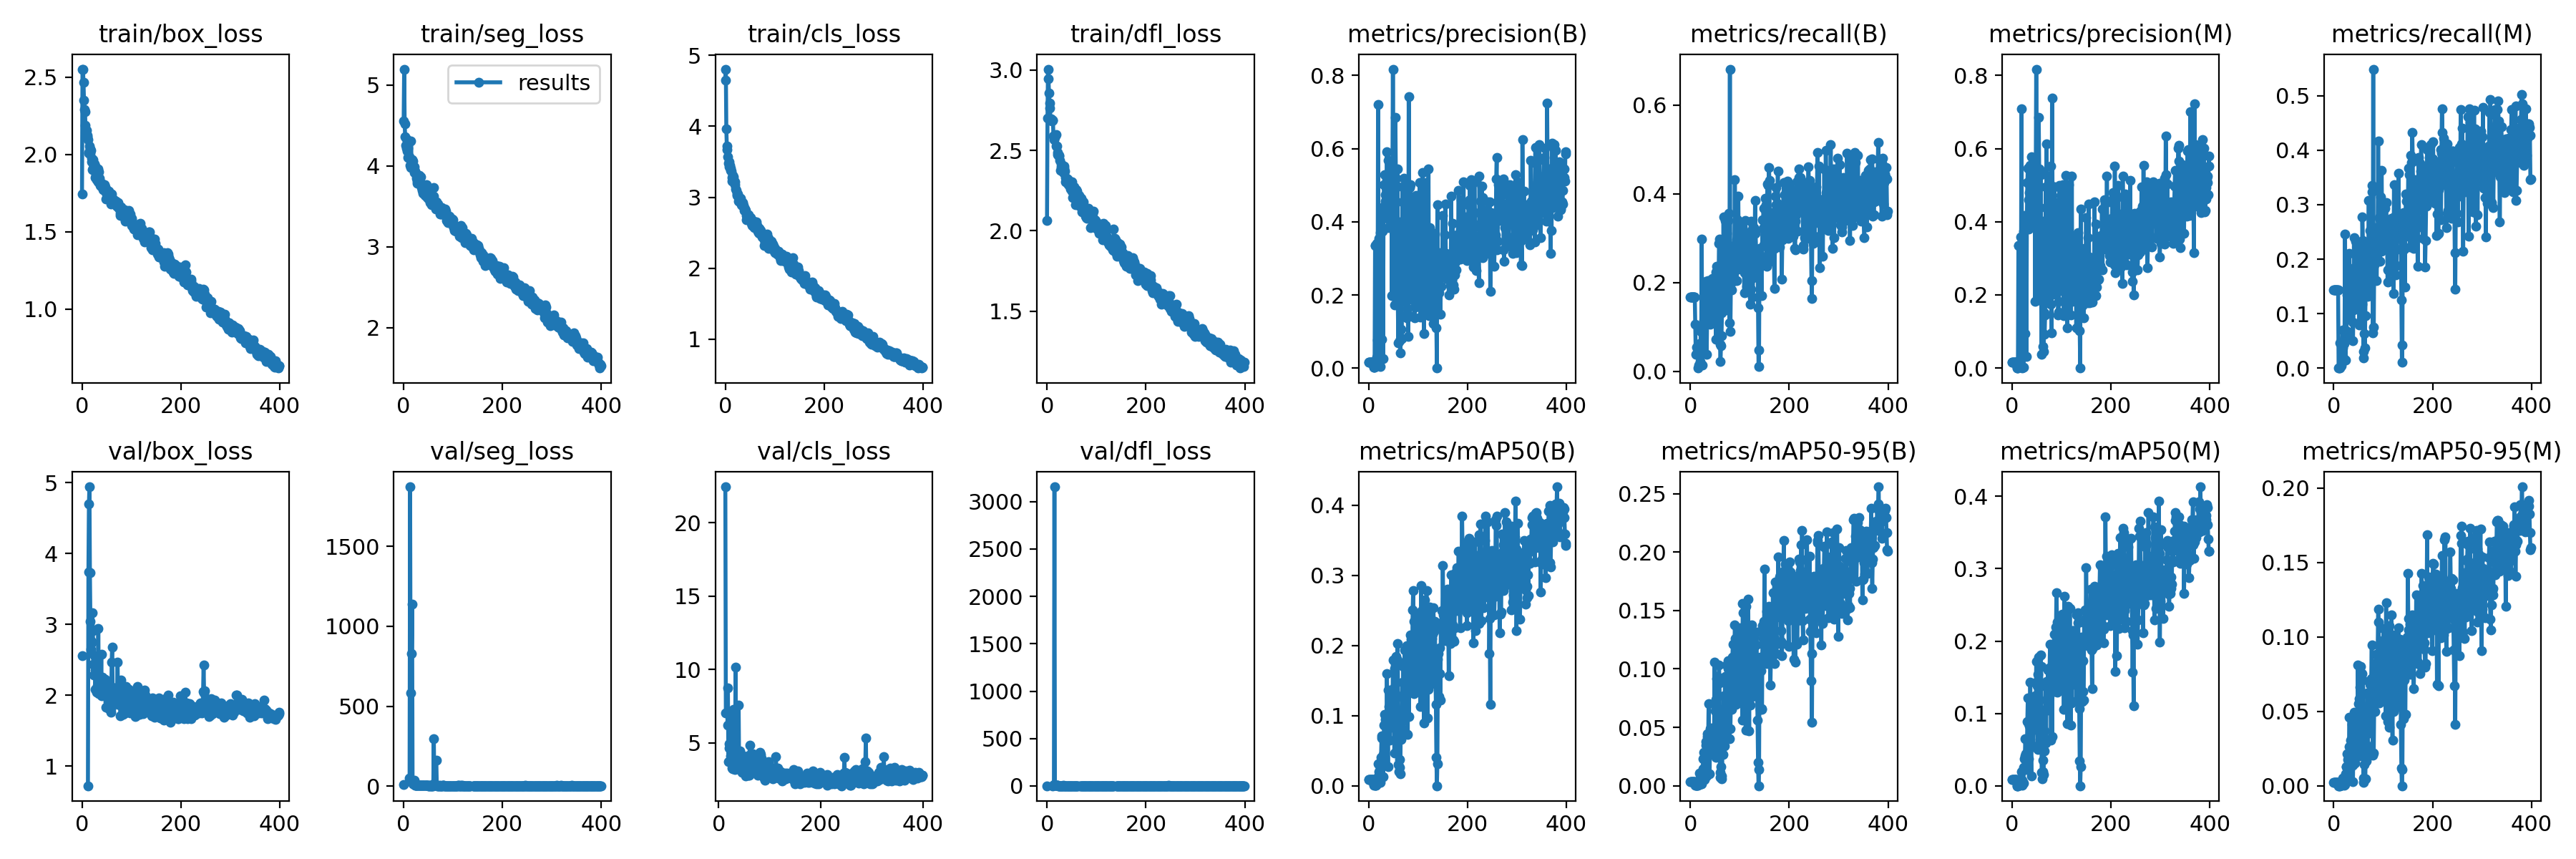 train/box_loss
2.5
2.0
1.5
1.0
0 200 400
train/seg_loss
results
5
4
3
2
0 200 400
train/cls_loss
5
4
3
2
1
0 200 400
train/dfl_loss
3.0
2.5
2.0
1.5
0 200 400
metrics/precision(B)
0.8
0.6
0.4
0.2
0.0
0 200 400
metrics/recall(B)
0.6
0.4
0.2
0.0
0 200 400
metrics/precision(M)
0.8
0.6
0.4
0.2
0.0
0 200 400
metrics/recall(M)
0.5
0.4
0.3
0.2
0.1
0.0
0 200 400
val/box_loss
5
4
3
2
1
0 200 400
val/seg_loss
1500
1000
500
0
0 200 400
val/cls_loss
20
15
10
5
0 200 400
val/dfl_loss
3000
2500
2000
1500
1000
500
0
0 200 400
metrics/mAP50(B)
0.4
0.3
0.2
0.1
0.0
0 200 400
metrics/mAP50-95(B)
0.25
0.20
0.15
0.10
0.05
0.00
0 200 400
metrics/mAP50(M)
0.4
0.3
0.2
0.1
0.0
0 200 400
metrics/mAP50-95(M)
0.20
0.15
0.10
0.05
0.00
0 200 400